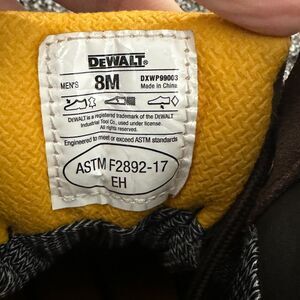 DEWALT®
MEN'S 8M DXWP99003
Made in China
DEWALT is a registered trademark of the DEWALT
Industrial Tool Co., used under license.
All rights reserved.
Engineered to meet or exceed ASTM standards
ASTM F2892-17
EH